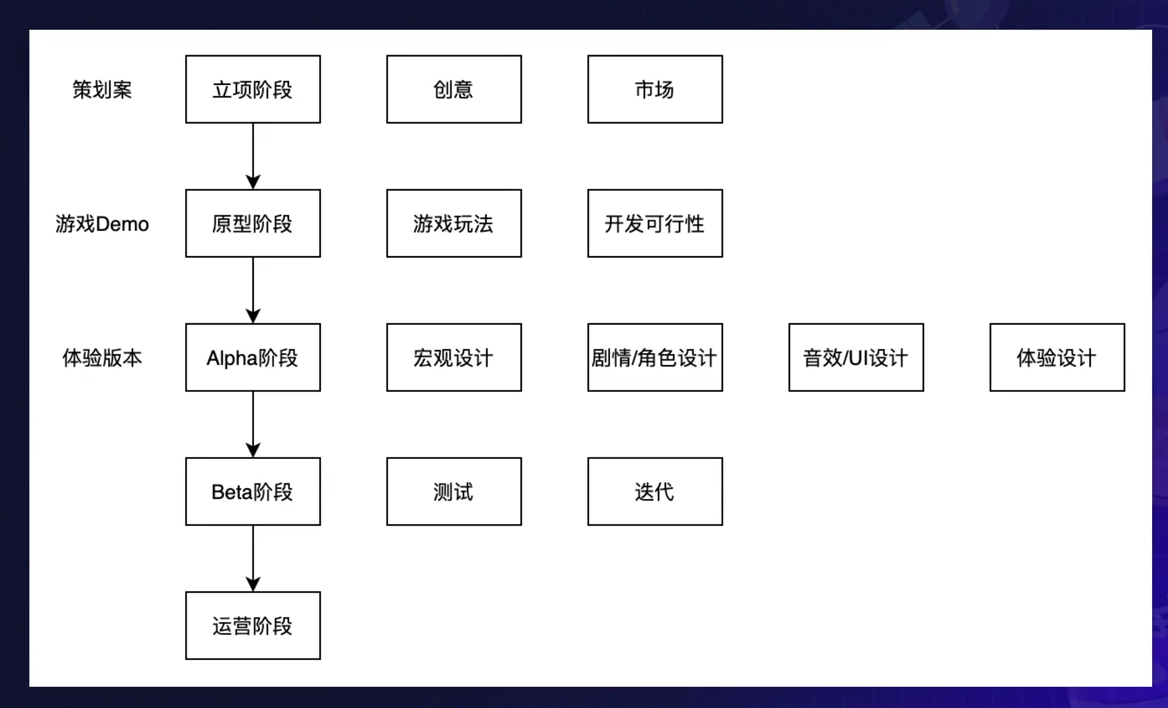 策划案
立项阶段
创意
市场
游戏Demo
原型阶段
游戏玩法
开发可行性
体验版本
Alpha阶段
宏观设计
剧情/角色设计
音效/UI设计
体验设计
Beta阶段
测试
迭代
运营阶段